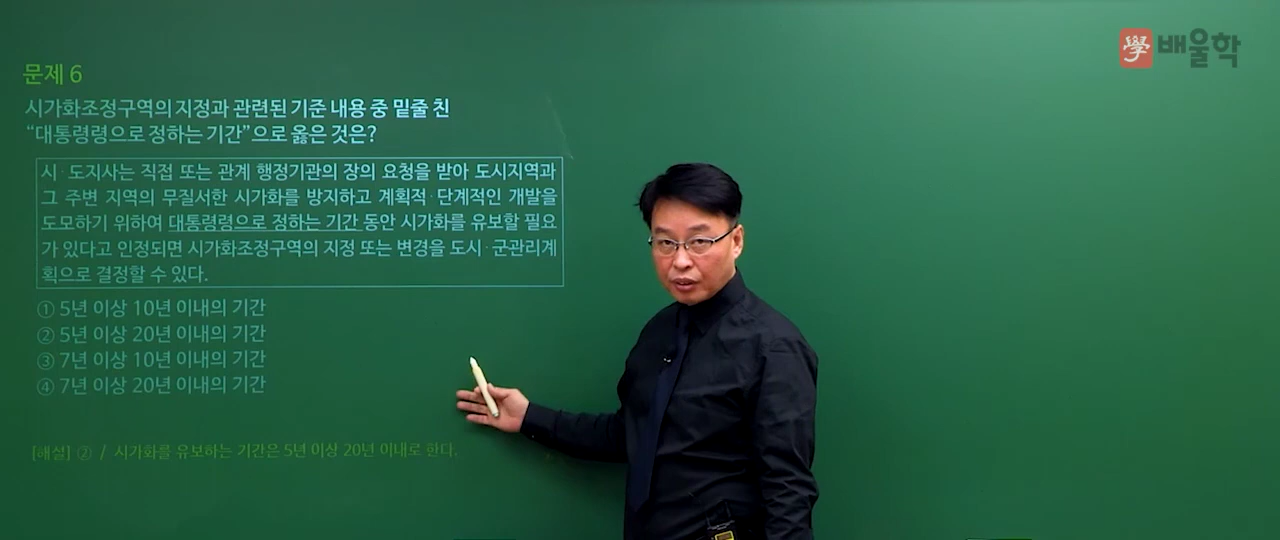 學 배울학
문제 6
시가화조정구역의 지정과 관련된 기준 내용 중 밑줄 친
“대통령령으로 정하는 기간”으로 옳은 것은?
시·도지사는 직접 또는 관계 행정기관의 장의 요청을 받아 도시지역과
그 주변 지역의 무질서한 시가화를 방지하고 계획적·단계적인 개발을
도모하기 위하여 대통령령으로 정하는 기간 동안 시가화를 유보할 필요
가 있다고 인정되면 시가화조정구역의 지정 또는 변경을 도시·군관리계
획으로 결정할 수 있다.
① 5년 이상 10년 이내의 기간
② 5년 이상 20년 이내의 기간
③ 7년 이상 10년 이내의 기간
④ 7년 이상 20년 이내의 기간
[해설] ② / 시가화를 유보하는 기간은 5년 이상 20년 이내로 한다.